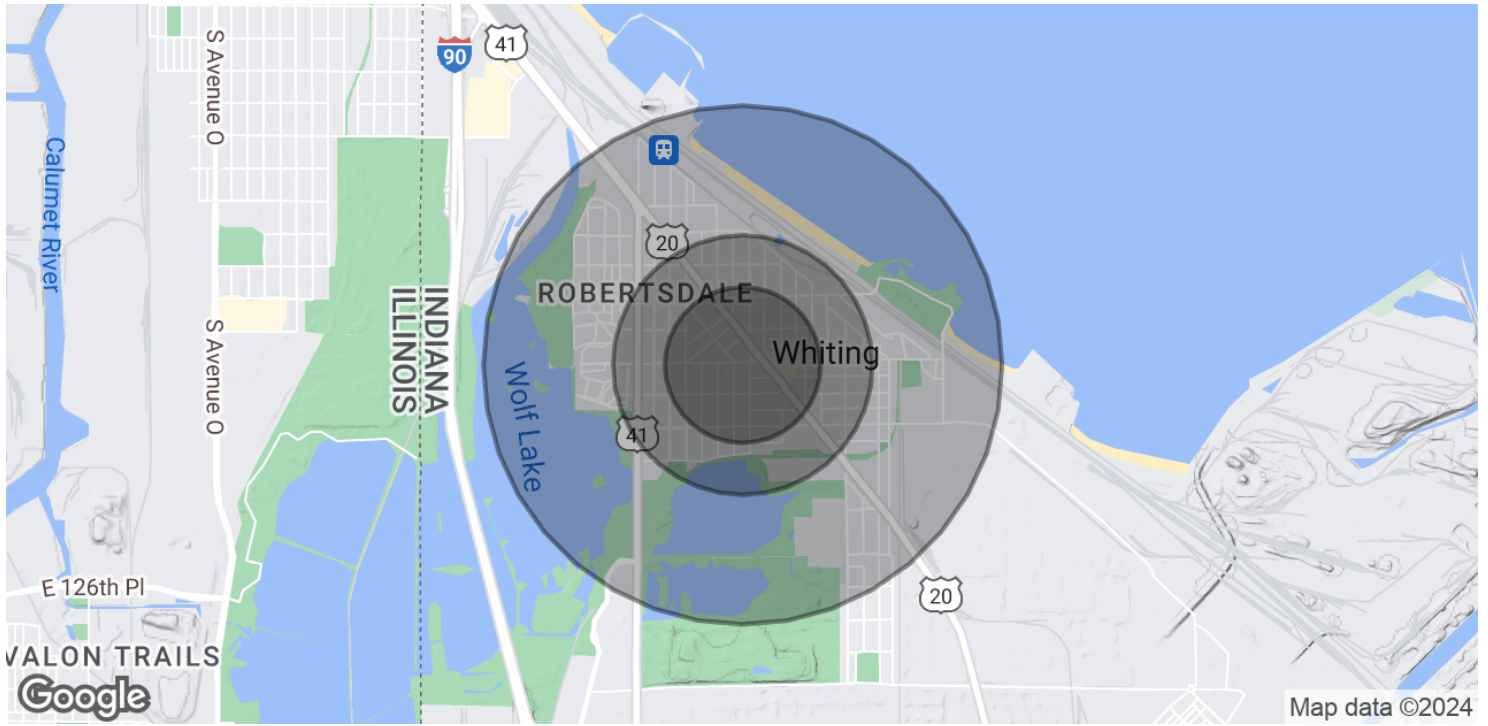 S Avenue O
41
90
Calumet River
20
ROBERTSDALE
INDIANA
ILLINOIS
Whiting
S Avenue O
Wolf Lake
41
E 126th Pl
20
VALON TRAILS
Google
Map data ©2024